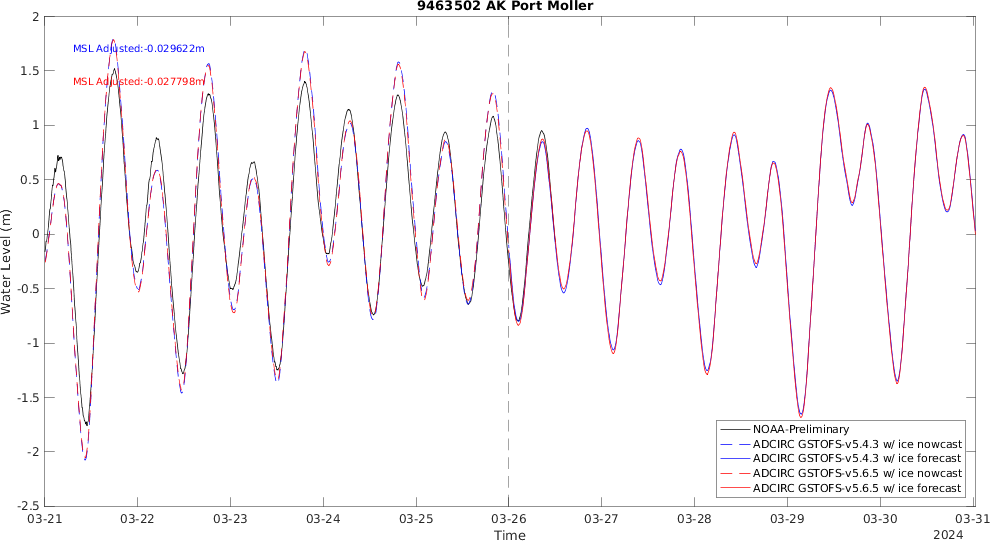 9463502 AK Port Moller
MSL Adjusted:-0.029622m
MSL Adjusted:-0.027798m
Water Level (m)
2
1.5
1
0.5
0
-0.5
-1
-1.5
-2
-2.5
NOAA-Preliminary
ADCIRC GSTOFS-v5.4.3 w/ ice nowcast
ADCIRC GSTOFS-v5.4.3 w/ ice forecast
ADCIRC GSTOFS-v5.6.5 w/ ice nowcast
ADCIRC GSTOFS-v5.6.5 w/ ice forecast
03-21 03-22 03-23 03-24 03-25 03-26 03-27 03-28 03-29 03-30 03-31
Time
2024